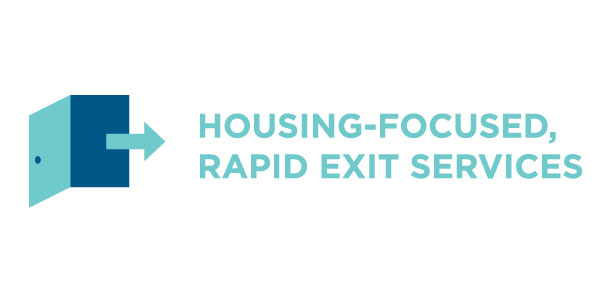 HOUSING-FOCUSED,
RAPID EXIT SERVICES